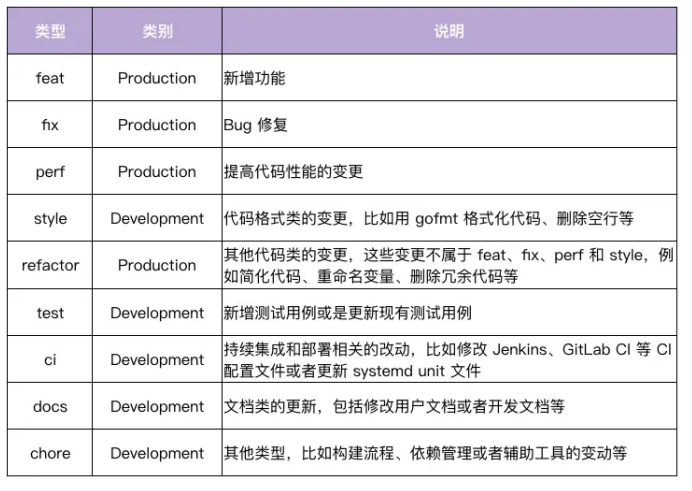 类型 类别 说明
feat Production 新增功能
fix Production Bug 修复
perf Production 提高代码性能的变更
style Development 代码格式类的变更，比如用 gofmt 格式化代码、删除空行等
refactor Production 其他代码类的变更，这些变更不属于 feat、fix、perf 和 style，例
如简化代码、重命名变量、删除冗余代码等
test Development 新增测试用例或是更新现有测试用例
ci Development 持续集成和部署相关的改动，比如修改 Jenkins、GitLab CI 等 CI
配置文件或者更新 systemd unit 文件
docs Development 文档类的更新，包括修改用户文档或者开发文档等
chore Development 其他类型，比如构建流程、依赖管理或者辅助工具的变动等